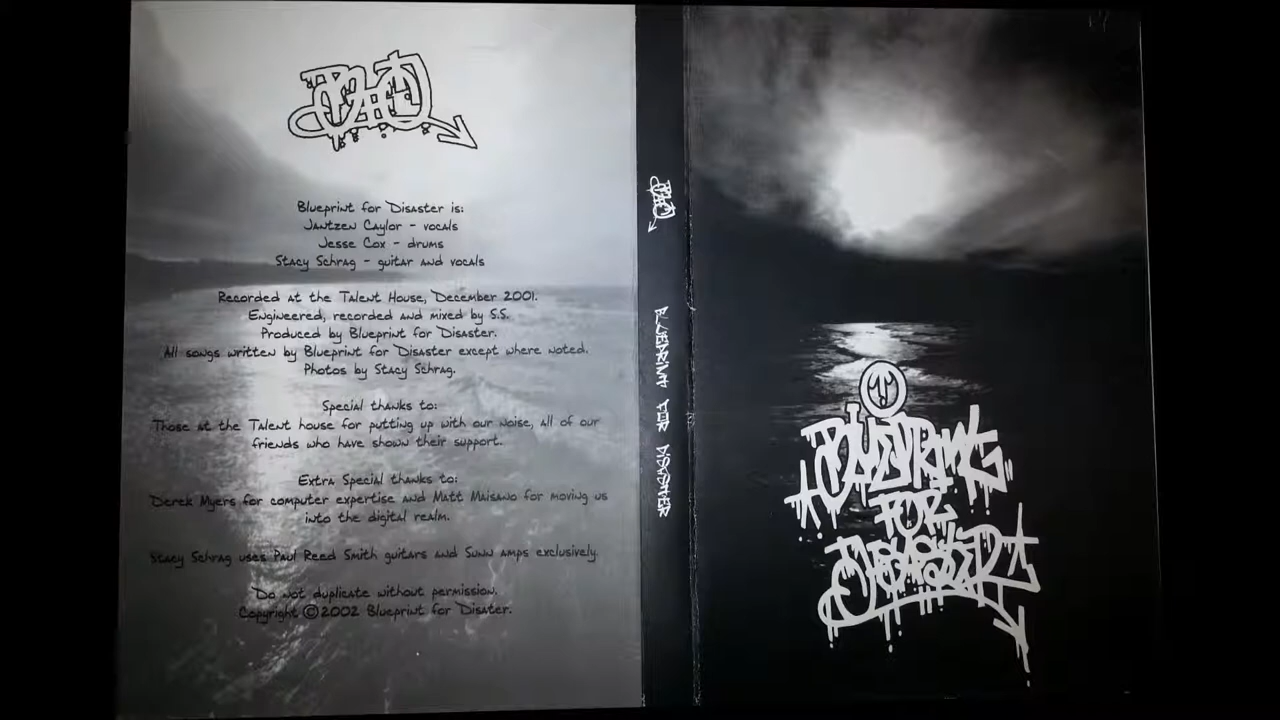 BFD
Blueprint for Disaster is:
Jantzen Caylor - vocals
Jesse Cox - drums
Stacy Schrag - guitar and vocals
Recorded at the Talent House, December 2001.
Engineered, recorded and mixed by S.S.
Produced by Blueprint for Disaster.
All songs written by Blueprint for Disaster except where noted.
Photos by Stacy Schrag.
Special thanks to:
Those at the Talent house for putting up with our noise, all of our
friends who have shown their support.
Extra Special thanks to:
Derek Myers for computer expertise and Matt Maisano for moving us
into the digital realm.
Stacy Schrag uses Paul Reed Smith guitars and Sunn amps exclusively.
Do not duplicate without permission.
Copyright ©2002 Blueprint for Disater.
BFD
BLUEPRINT FOR DISASTER
BLUEPRINT
FOR
DISASTER